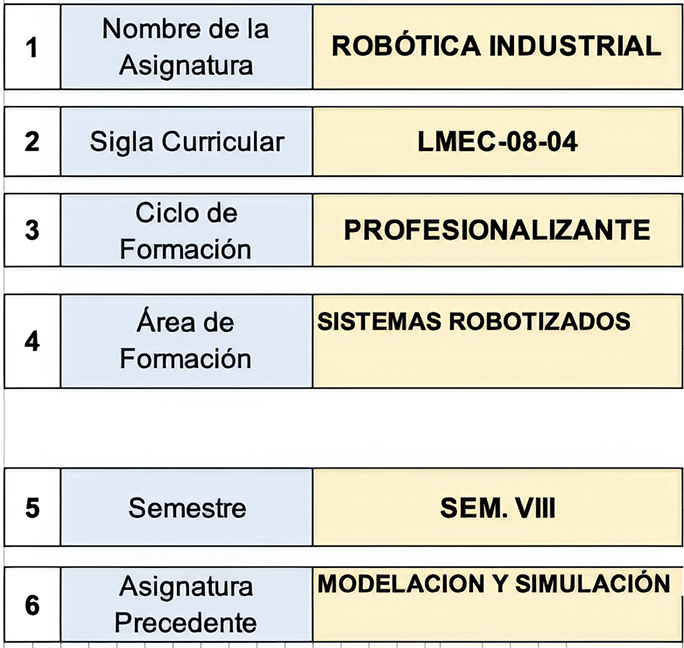 1
Nombre de la
Asignatura
ROBÓTICA INDUSTRIAL
2
Sigla Curricular
LMEC-08-04
3
Ciclo de
Formación
PROFESIONALIZANTE
4
Área de
Formación
SISTEMAS ROBOTIZADOS
5
Semestre
SEM. VIII
6
Asignatura
Precedente
MODELACION Y SIMULACIÓN